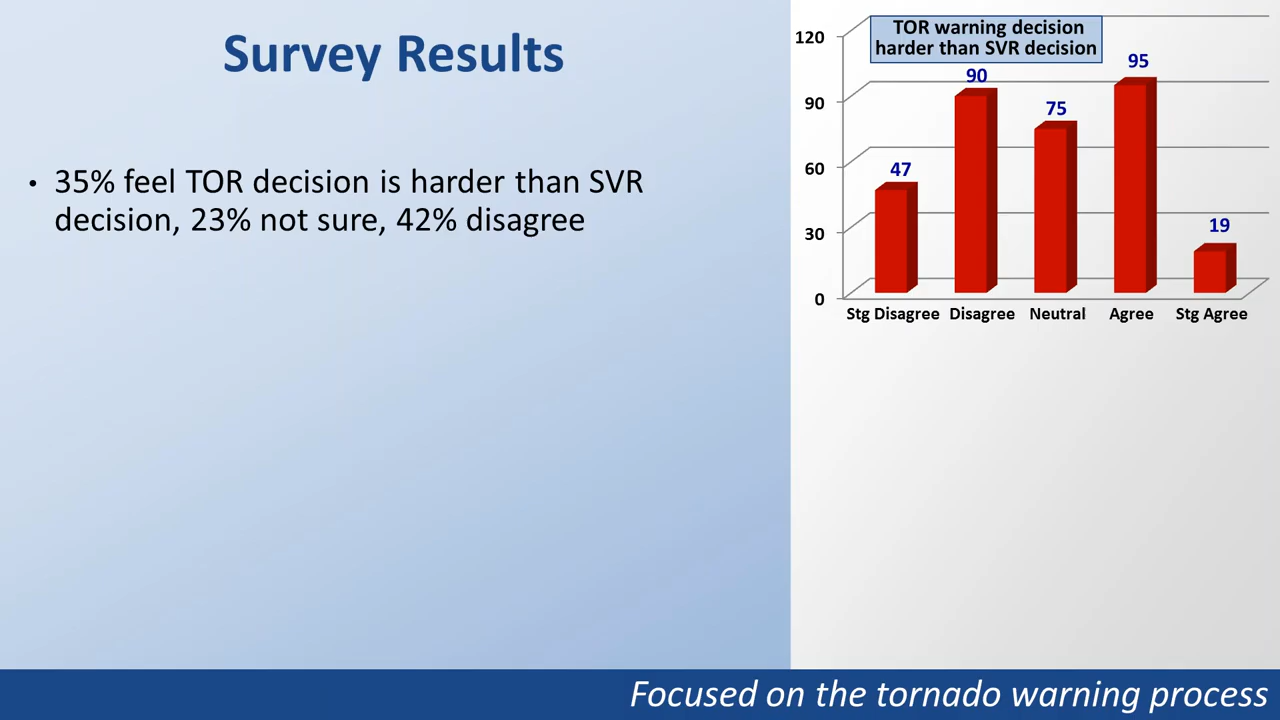 Survey Results
• 35% feel TOR decision is harder than SVR
decision, 23% not sure, 42% disagree
TOR warning decision
harder than SVR decision
120
90
60
30
0
47
90
75
95
19
Stg Disagree Disagree Neutral Agree Stg Agree
Focused on the tornado warning process